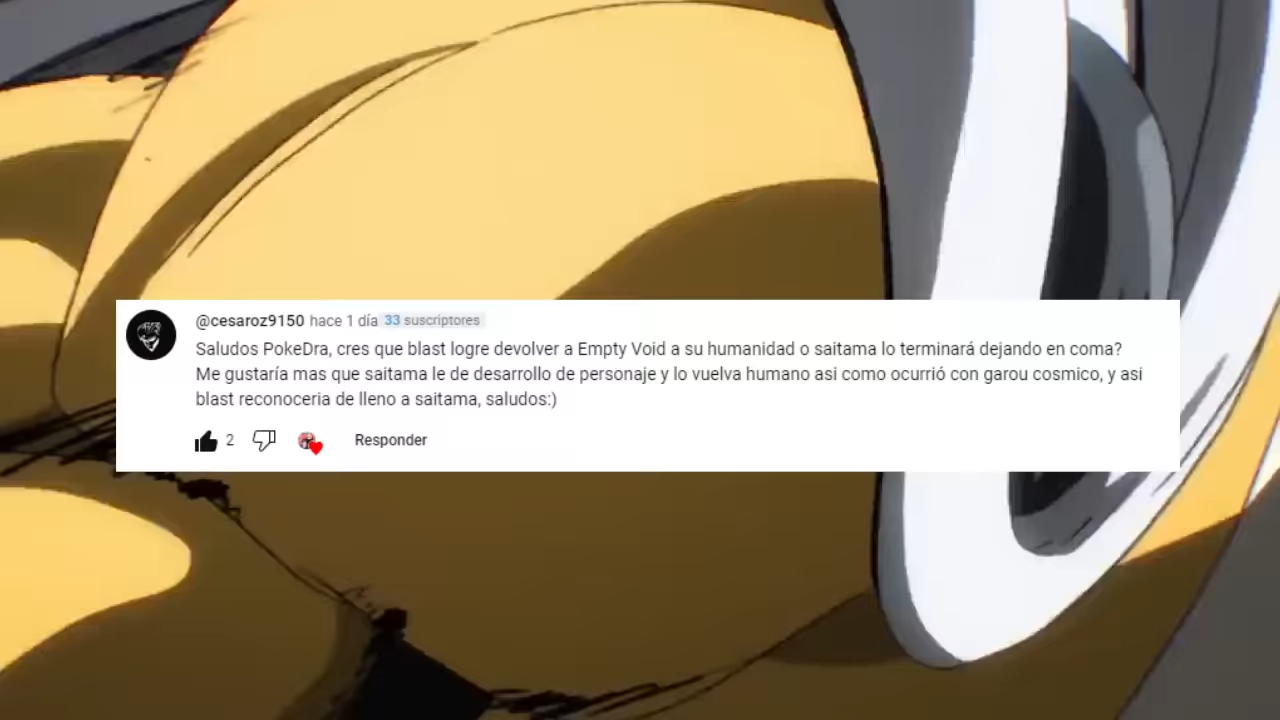 @cesaroz9150 hace 1 día 33 suscriptores
Saludos PokeDra, cres que blast logre devolver a Empty Void a su humanidad o saitama lo terminará dejando en coma?
Me gustaría mas que saitama le de desarrollo de personaje y lo vuelva humano asi como ocurrió con garou cosmico, y asi
blast reconoceria de lleno a saitama, saludos:)
2 Responder